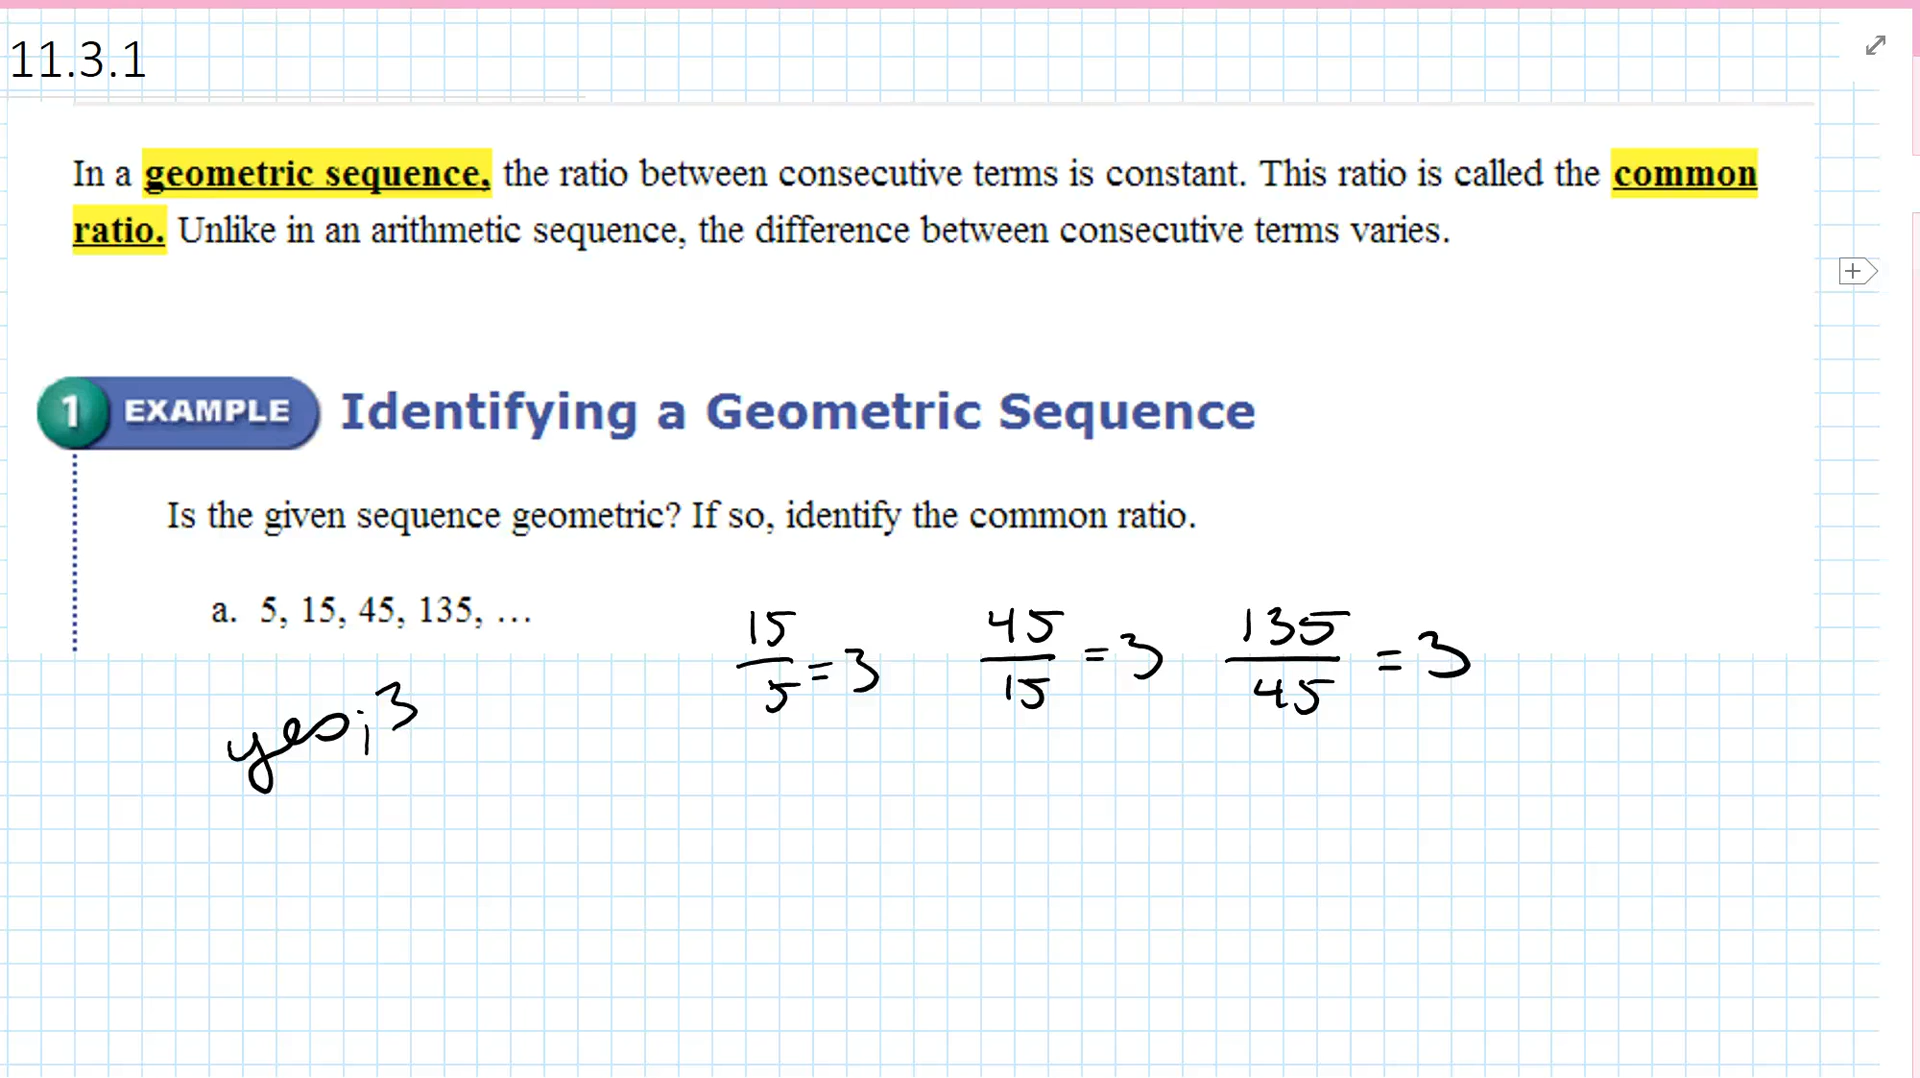 11.3.1
In a geometric sequence, the ratio between consecutive terms is constant. This ratio is called the common
ratio. Unlike in an arithmetic sequence, the difference between consecutive terms varies.
1 EXAMPLE Identifying a Geometric Sequence
Is the given sequence geometric? If so, identify the common ratio.
a. 5, 15, 45, 135, ...
15/5 = 3 45/15 = 3 135/45 = 3
yes; 3